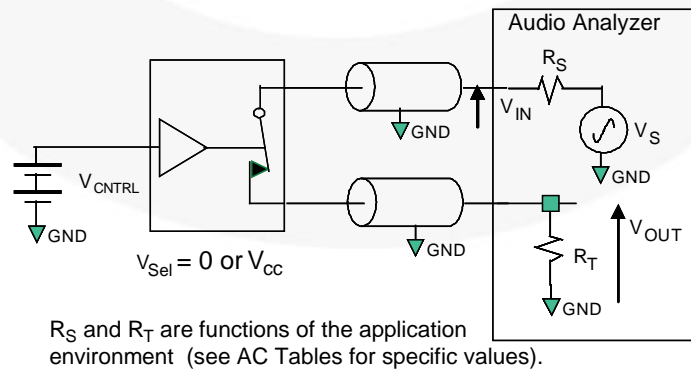 Audio Analyzer
R_S
V_IN
V_S
GND
GND
V_CNTRL
GND
GND
V_OUT
R_T
V_Sel = 0 or V_cc
GND
R_S and R_T are functions of the application
environment (see AC Tables for specific values).